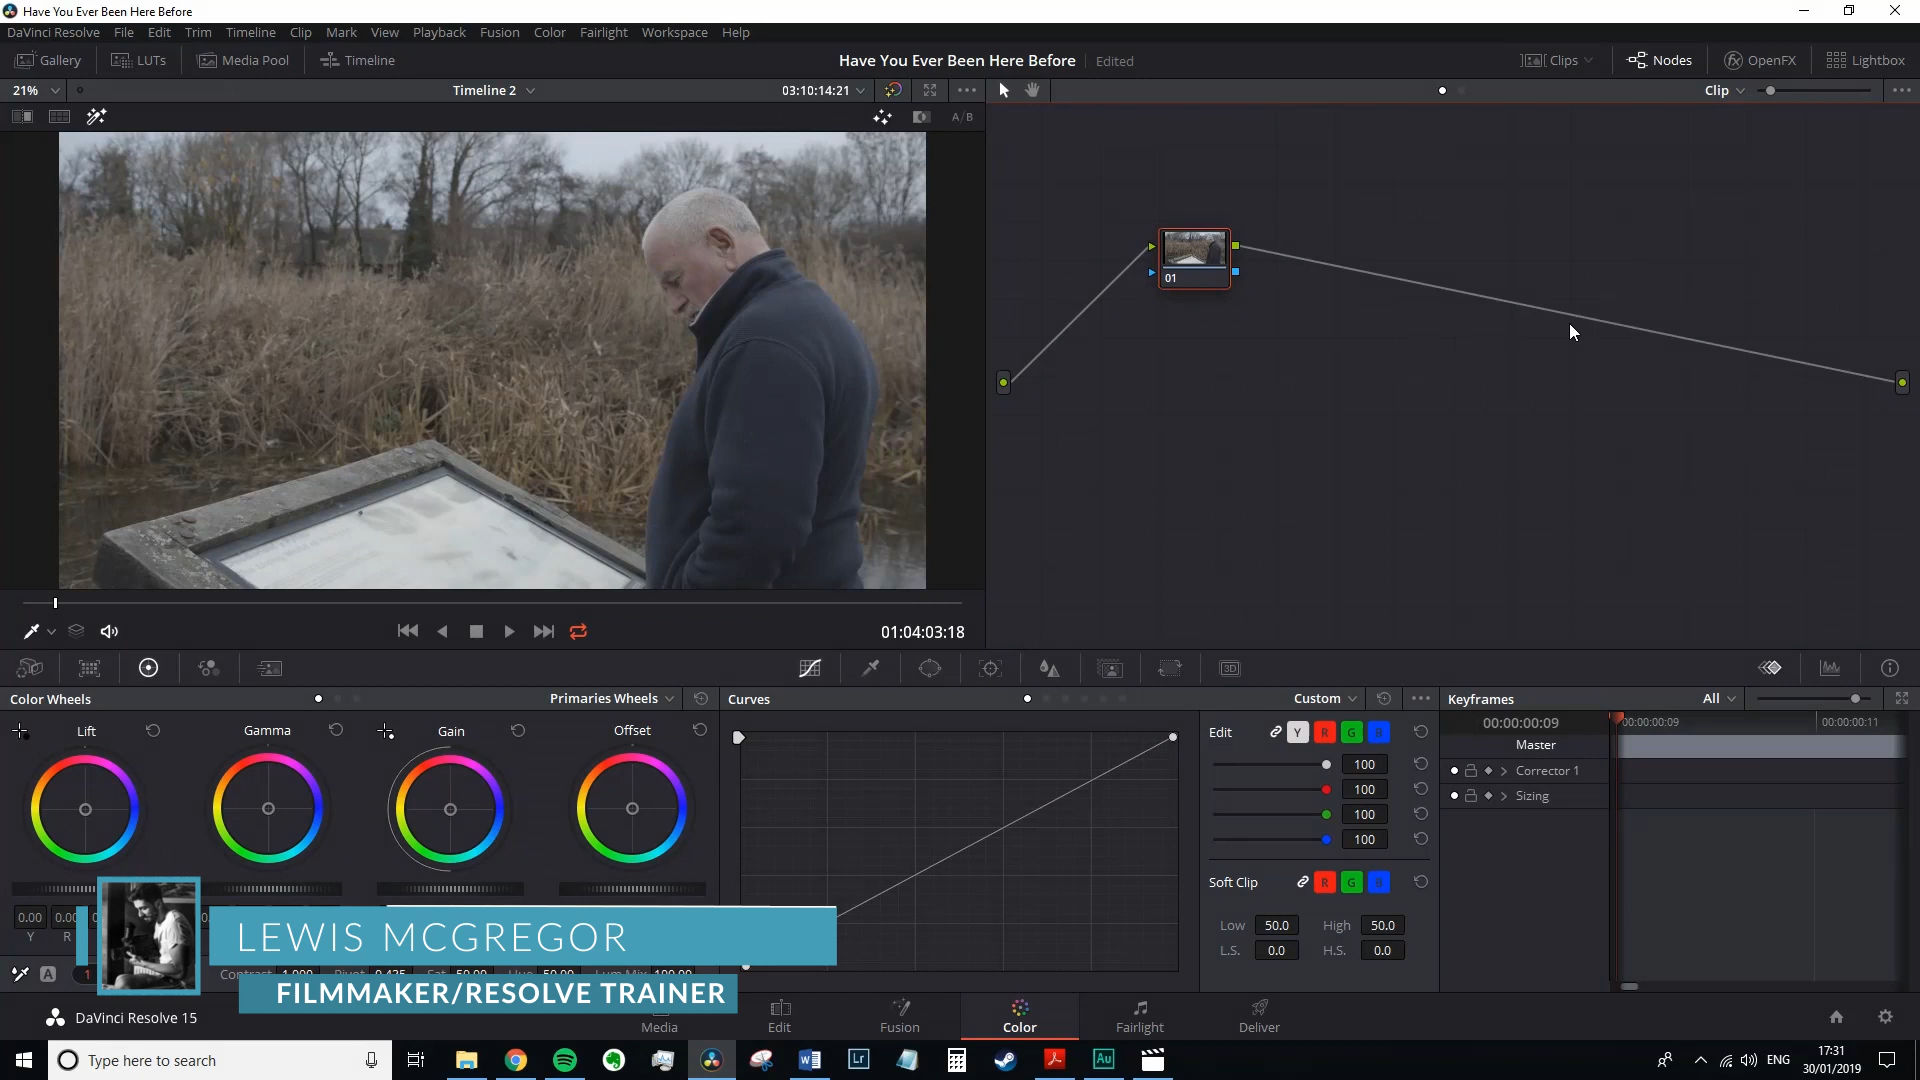 Have You Ever Been Here Before
DaVinci Resolve File Edit Trim Timeline Clip Mark View Playback Fusion Color Fairlight Workspace Help
Gallery LUTs Media Pool Timeline Have You Ever Been Here Before Edited Clips Nodes OpenFX Lightbox
21% Timeline 2 03:10:14:21 Clip
A/B
01
01:04:03:18
3D
Color Wheels Primaries Wheels Curves Custom Keyframes All
Lift Gamma Gain Offset
Edit Y R G B
100
100
100
100
Soft Clip R G B
Low 50.0 High 50.0
L.S. 0.0 H.S. 0.0
00:00:00:09 00:00:00:09 00:00:00:11
Master
Corrector 1
Sizing
0.00
Y R
LEWIS MCGREGOR
A 1
FILMMAKER/RESOLVE TRAINER
DaVinci Resolve 15 Media Edit Fusion Color Fairlight Deliver
Type here to search Lr Au ENG 17:31
30/01/2019